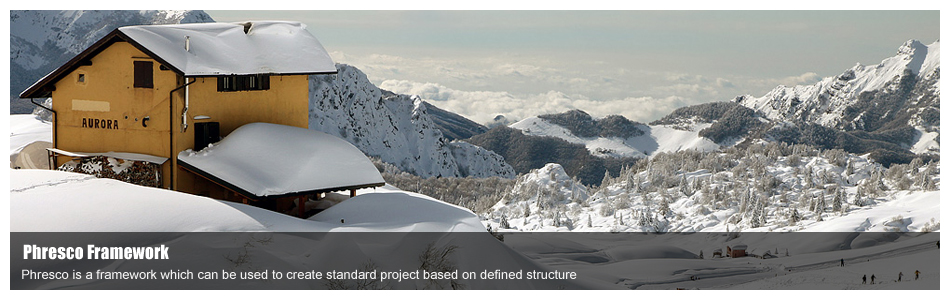 AURORA
Phresco Framework
Phresco is a framework which can be used to create standard project based on defined structure